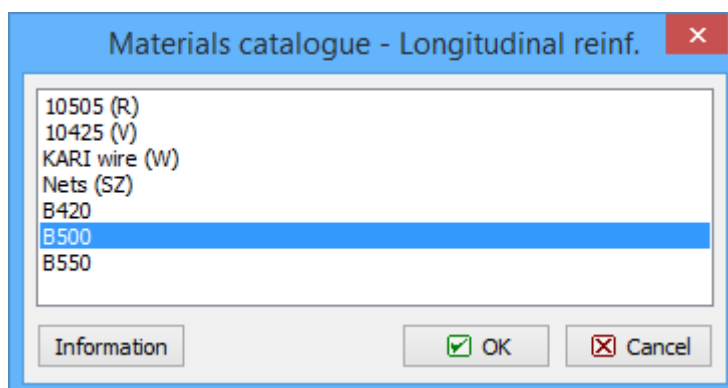 Materials catalogue - Longitudinal reinf.
10505 (R)
10425 (V)
KARI wire (W)
Nets (SZ)
B420
B500
B550
Information
OK
Cancel